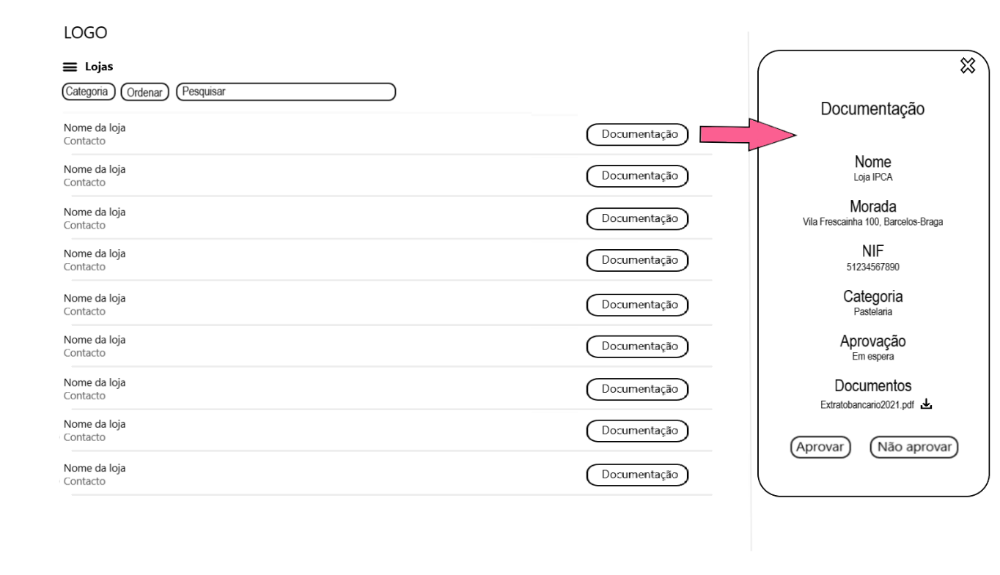 LOGO
Lojas
Categoria Ordenar Pesquisar
Nome da loja
Contacto
Documentação
Nome da loja
Contacto
Documentação
Nome da loja
Contacto
Documentação
Nome da loja
Contacto
Documentação
Nome da loja
Contacto
Documentação
Nome da loja
Contacto
Documentação
Nome da loja
Contacto
Documentação
Nome da loja
Contacto
Documentação
Nome da loja
Contacto
Documentação
Documentação
Nome
Loja IPCA
Morada
Vila Frescainha 100, Barcelos-Braga
NIF
51234567890
Categoria
Pastelaria
Aprovação
Em espera
Documentos
Extratobancario2021.pdf
Aprovar Não aprovar